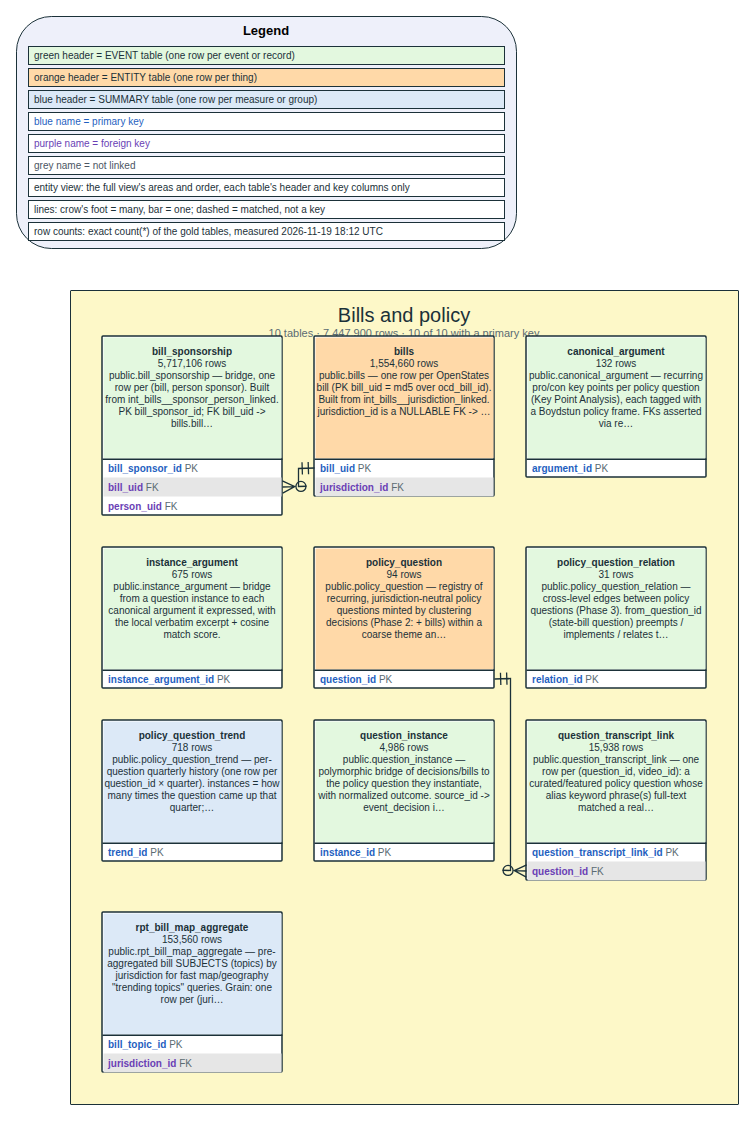 Legend
green header = EVENT table (one row per event or record)
orange header = ENTITY table (one row per thing)
blue header = SUMMARY table (one row per measure or group)
blue name = primary key
purple name = foreign key
grey name = not linked
entity view: the full view's areas and order, each table's header and key columns only
lines: crow's foot = many, bar = one; dashed = matched, not a key
row counts: exact count(*) of the gold tables, measured 2026-11-19 18:12 UTC
Bills and policy
10 tables · 7,447,900 rows · 10 of 10 with a primary key
bill_sponsorship
5,717,106 rows
public.bill_sponsorship — bridge, one
row per (bill, person sponsor). Built
from int_bills__sponsor_person_linked.
PK bill_sponsor_id; FK bill_uid ->
bills.bill…
bill_sponsor_id PK
bill_uid FK
person_uid FK
bills
1,554,660 rows
public.bills — one row per OpenStates
bill (PK bill_uid = md5 over ocd_bill_id).
Built from int_bills__jurisdiction_linked.
jurisdiction_id is a NULLABLE FK -> …
bill_uid PK
jurisdiction_id FK
canonical_argument
132 rows
public.canonical_argument — recurring
pro/con key points per policy question
(Key Point Analysis), each tagged with
a Boydstun policy frame. FKs asserted
via re…
argument_id PK
instance_argument
675 rows
public.instance_argument — bridge
from a question instance to each
canonical argument it expressed, with
the local verbatim excerpt + cosine
match score.
instance_argument_id PK
policy_question
94 rows
public.policy_question — registry of
recurring, jurisdiction-neutral policy
questions minted by clustering
decisions (Phase 2: + bills) within a
coarse theme an…
question_id PK
policy_question_relation
31 rows
public.policy_question_relation —
cross-level edges between policy
questions (Phase 3). from_question_id
(state-bill question) preempts /
implements / relates t…
relation_id PK
policy_question_trend
718 rows
public.policy_question_trend — per-
question quarterly history (one row per
question_id × quarter). instances = how
many times the question came up that
quarter;…
trend_id PK
question_instance
4,986 rows
public.question_instance —
polymorphic bridge of decisions/bills to
the policy question they instantiate,
with normalized outcome. source_id ->
event_decision i…
instance_id PK
question_transcript_link
15,938 rows
public.question_transcript_link — one
row per (question_id, video_id): a
curated/featured policy question whose
alias keyword phrase(s) full-text
matched a real…
question_transcript_link_id PK
question_id FK
rpt_bill_map_aggregate
153,560 rows
public.rpt_bill_map_aggregate — pre-
aggregated bill SUBJECTS (topics) by
jurisdiction for fast map/geography
"trending topics" queries. Grain: one
row per (juri…
bill_topic_id PK
jurisdiction_id FK